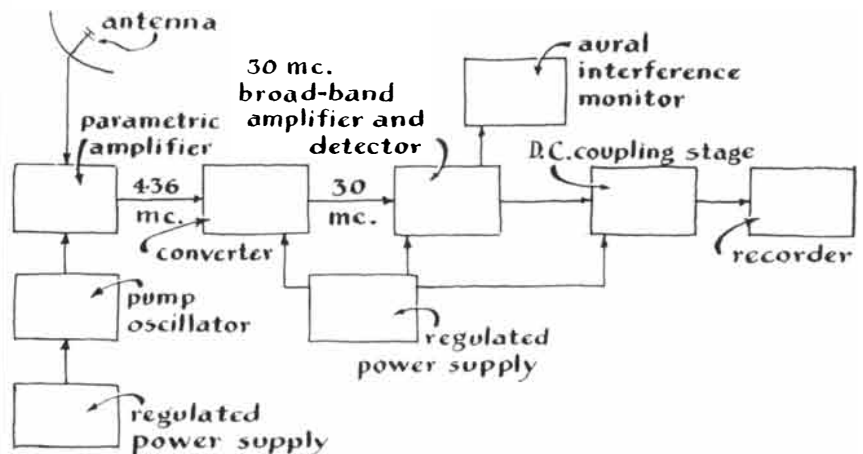 antenna
30 mc.
broad-band
amplifier and
detector
aural
interference
monitor
parametric
amplifier
D.C. coupling stage
436
mc.
30
mc.
converter
recorder
pump
oscillator
regulated
power supply
regulated
power supply